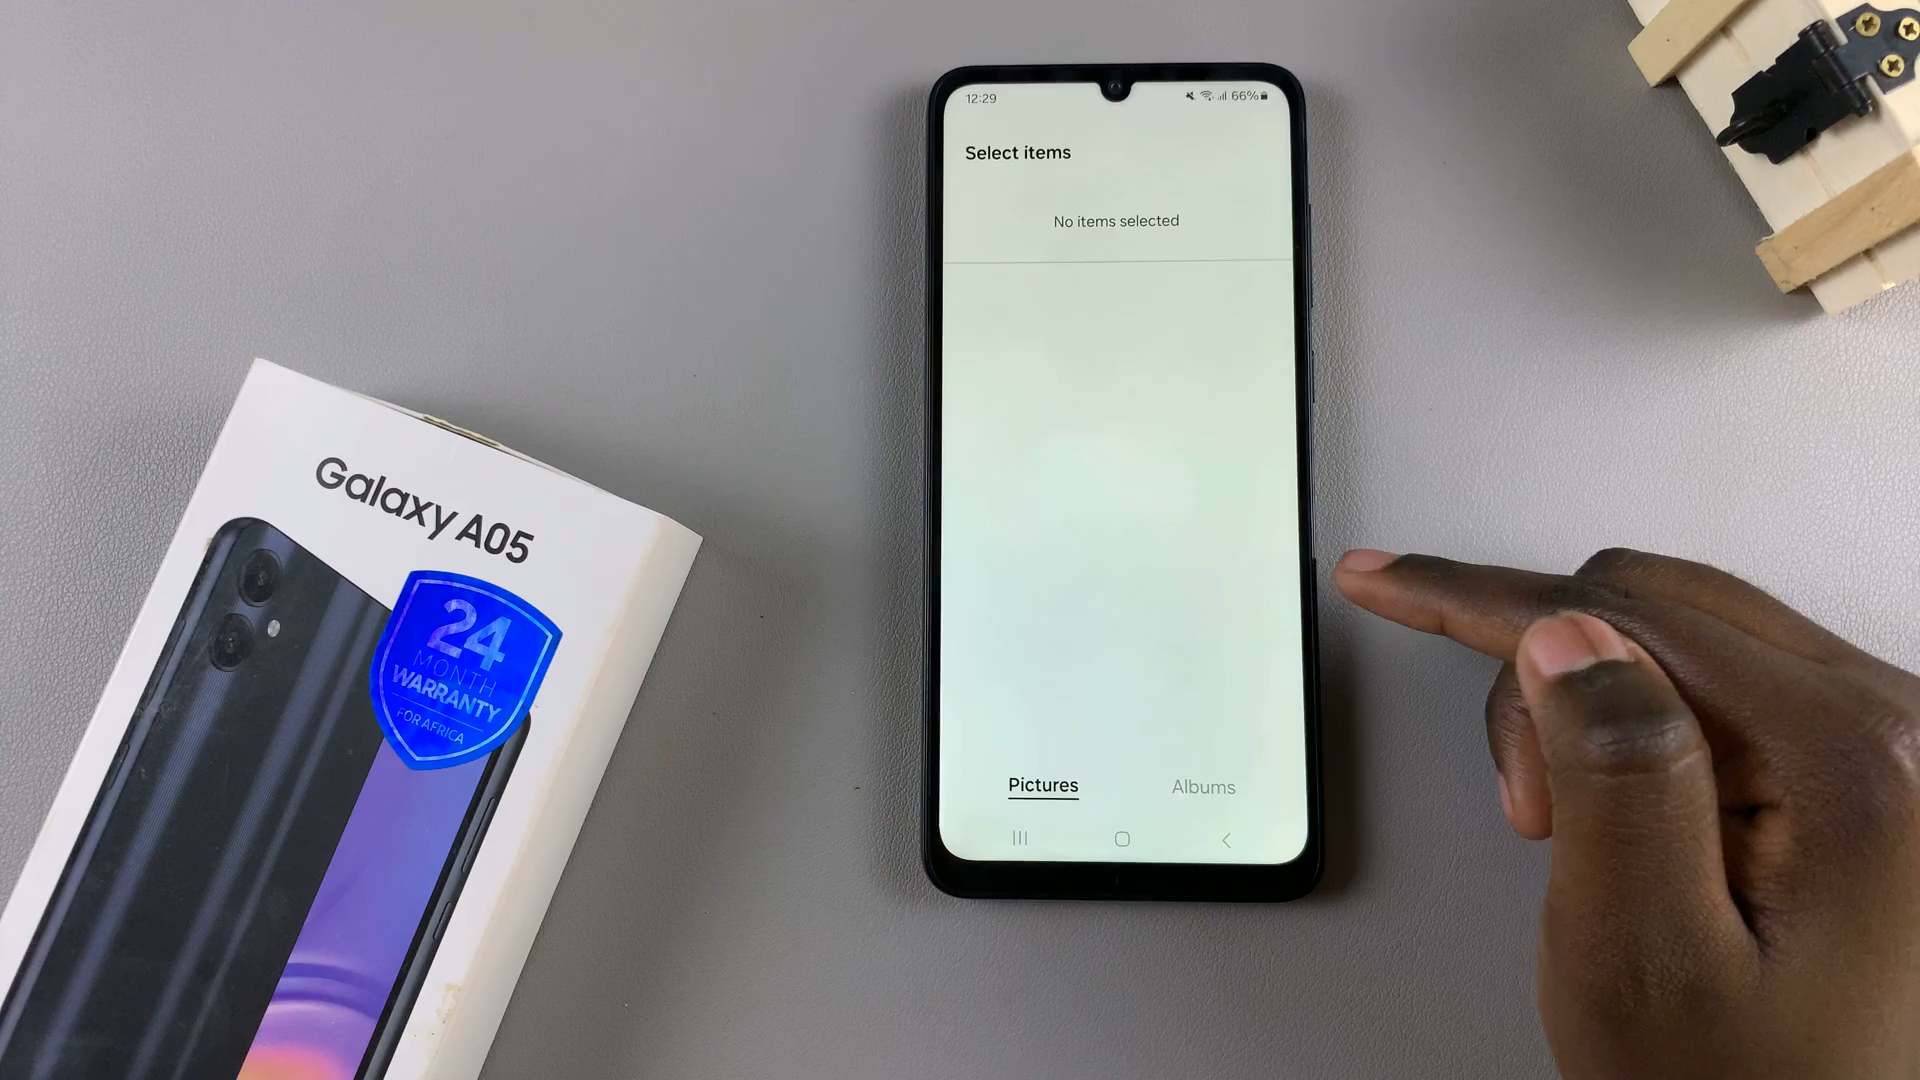 12:29
66%
Select items
No items selected
Pictures
Albums
Galaxy A05
24
MONTH
WARRANTY
FOR AFRICA